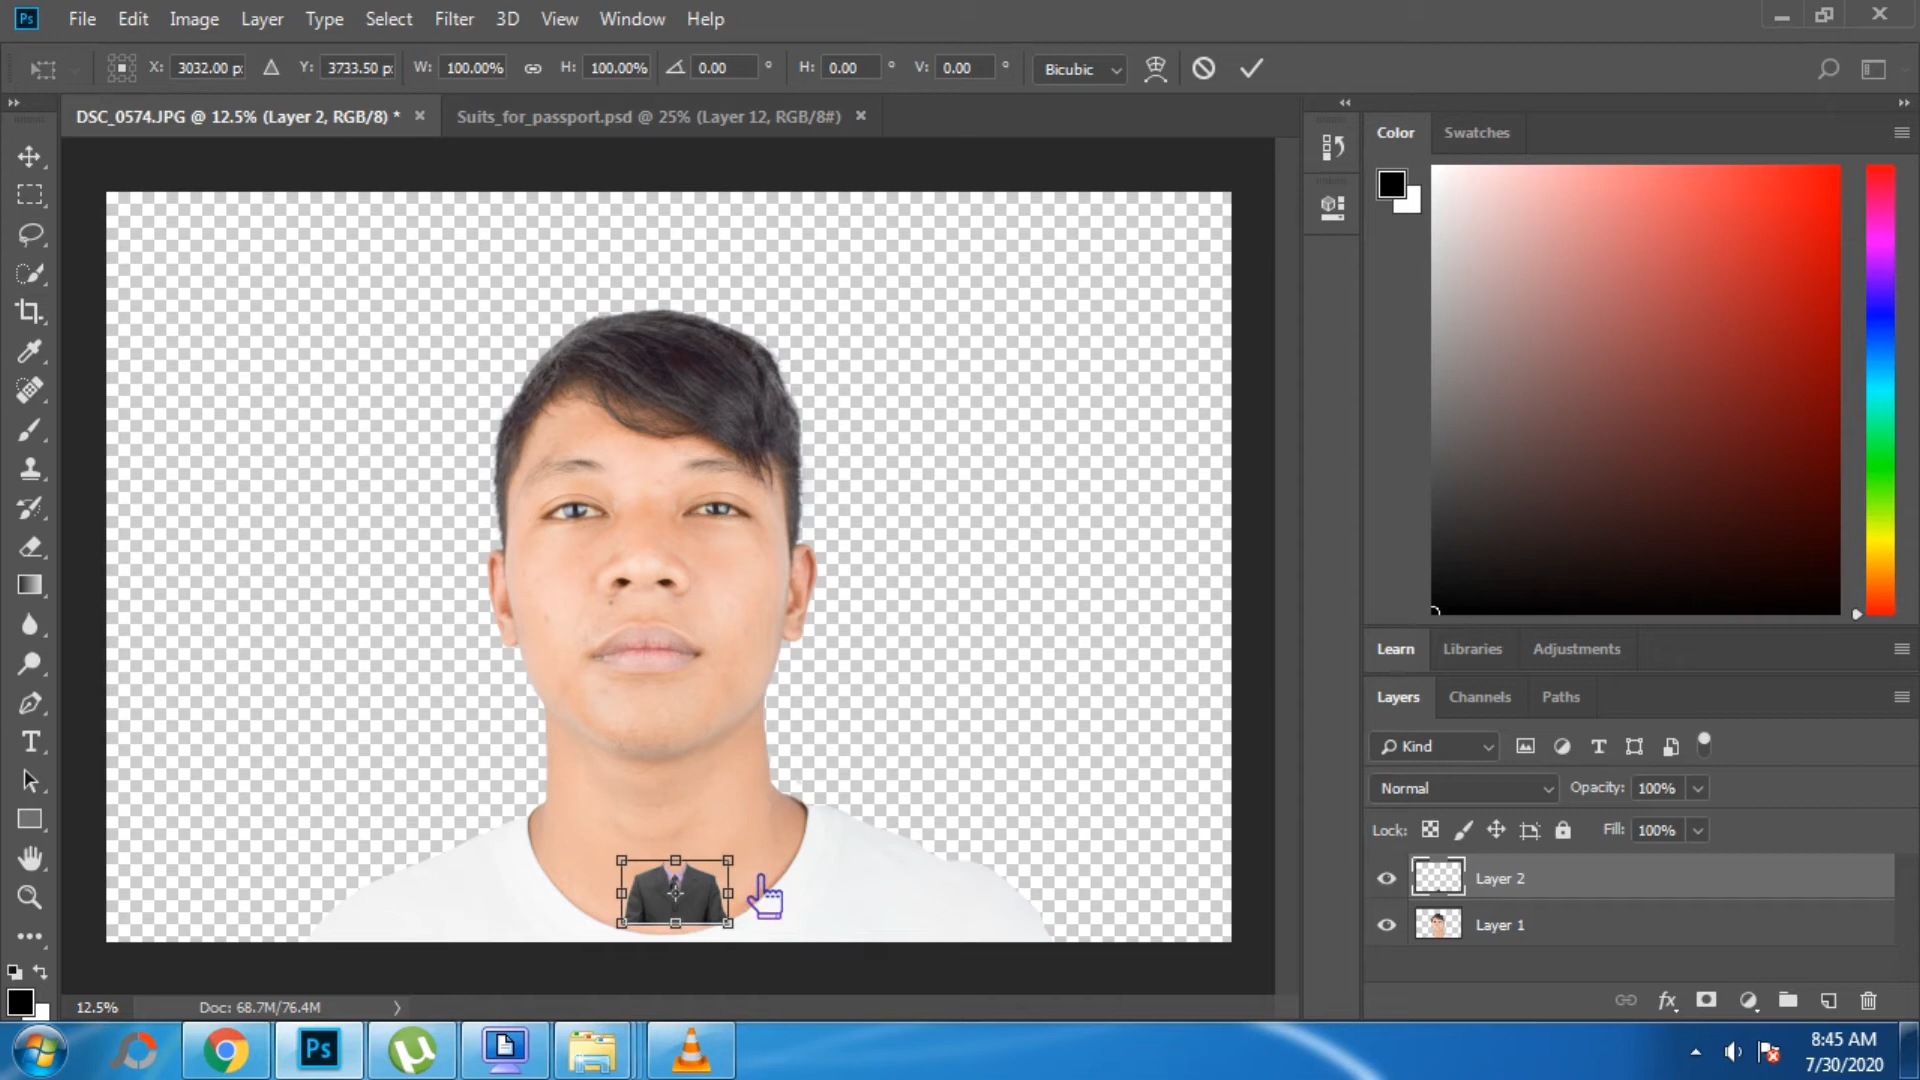 Ps File Edit Image Layer Type Select Filter 3D View Window Help
X: 3032.00 p Y: 3733.50 p W: 100.00% H: 100.00% 0.00 ° H: 0.00 ° V: 0.00 ° Bicubic
DSC_0574.JPG @ 12.5% (Layer 2, RGB/8) * × Suits_for_passport.psd @ 25% (Layer 12, RGB/8#) ×
Color Swatches
Learn Libraries Adjustments
Layers Channels Paths
Kind
Normal Opacity: 100%
Lock: Fill: 100%
Layer 2
Layer 1
12.5% Doc: 68.7M/76.4M
Ps
8:45 AM
7/30/2020